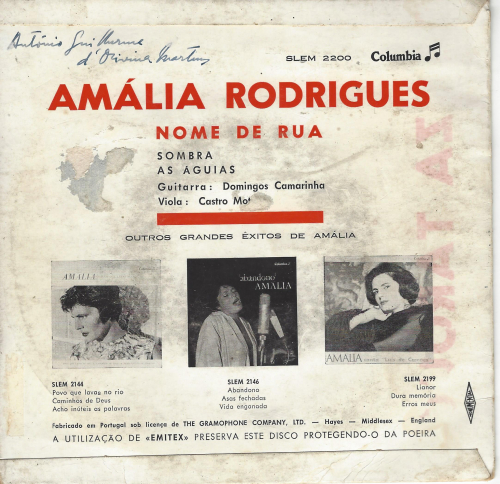 António Guilherme
d'Oliveira Martins
SLEM 2200 Columbia
AMÁLIA RODRIGUES
NOME DE RUA
SOMBRA
AS ÁGUIAS
Guitarra: Domingos Camarinha
Viola: Castro Mot
OUTROS GRANDES ÊXITOS DE AMÁLIA
AMALIA
abandono
AMALIA
AMALIA
SLEM 2144
Povo que lavas no rio
Caminhos de Deus
Acho inúteis as palavras
SLEM 2146
Abandono
Asas fechadas
Vida enganada
SLEM 2199
Lianor
Dura memória
Erros meus
Fabricado em Portugal sob licença de THE GRAMOPHONE COMPANY, LTD. — Hayes — Middlesex — England
A UTILIZAÇÃO DE «EMITEX» PRESERVA ESTE DISCO PROTEGENDO-O DA POEIRA